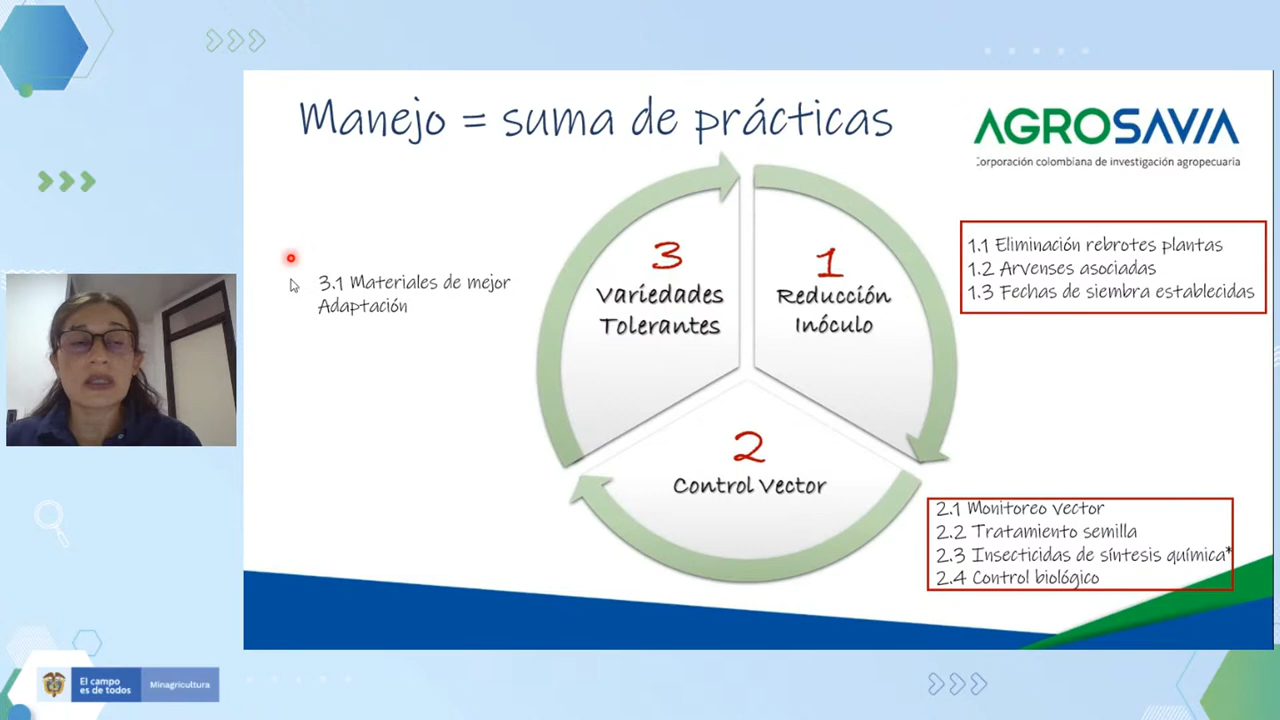 Manejo = suma de prácticas
AGROSAVIA
Corporación colombiana de investigación agropecuaria
3
Variedades
Tolerantes
1
Reducción
Inóculo
2
Control Vector
1.1 Eliminación rebrotes plantas
1.2 Arvenses asociadas
1.3 Fechas de siembra establecidas
3.1 Materiales de mejor
Adaptación
2.1 Monitoreo vector
2.2 Tratamiento semilla
2.3 Insecticidas de síntesis química*
2.4 Control biológico
El campo
es de todos
Minagricultura